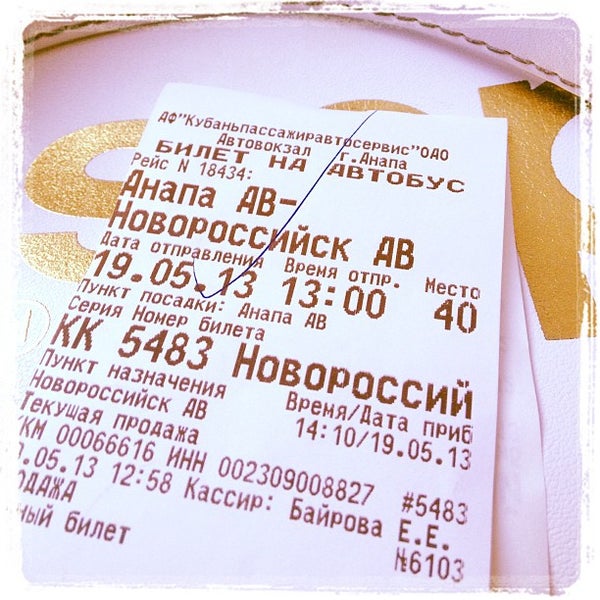 АФ"Кубаньпассажиравтосервис"ОАО
Автовокзал г.Анапа
БИЛЕТ НА АВТОБУС
Рейс N 18434:
Анапа АВ-
Новороссийск АВ
Дата отправления Время отпр. Место
19.05.13 13:00 40
Пункт посадки: Анапа АВ
Серия Номер билета
КК 5483 Новороссий
Пункт назначения Время/Дата приб
Новороссийск АВ 14:10/19.05.13
Текущая продажа
ККМ 00066616 ИНН 002309008827 #5483
.05.13 12:58 Кассир: Байрова Е.Е.
ОДАЖА №6103
ный билет